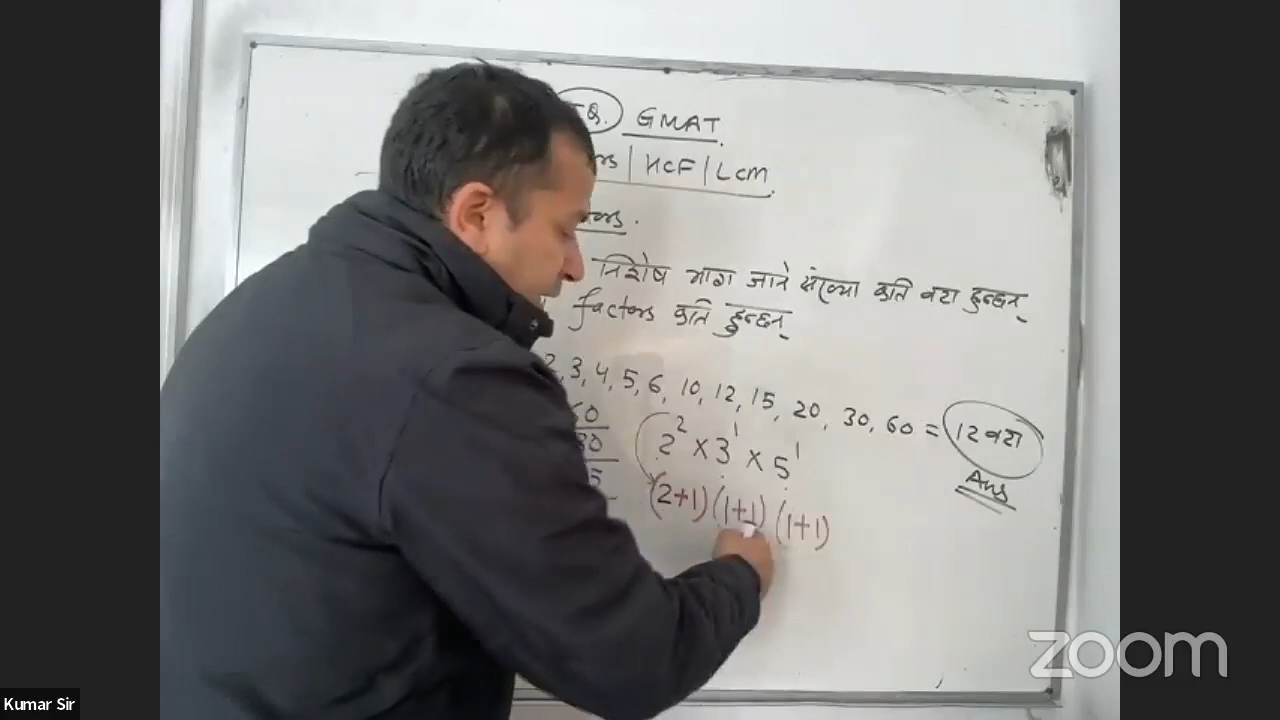 Q. GMAT
| HCF | LCM
निशेष भाग जाने संख्या कति वटा हुन्छन्
factors कति हुन्छन्
2, 3, 4, 5, 6, 10, 12, 15, 20, 30, 60 = 12 वटा
Ans
2² × 3¹ × 5¹
(2+1) (1+1) (1+1)
zoom
Kumar Sir